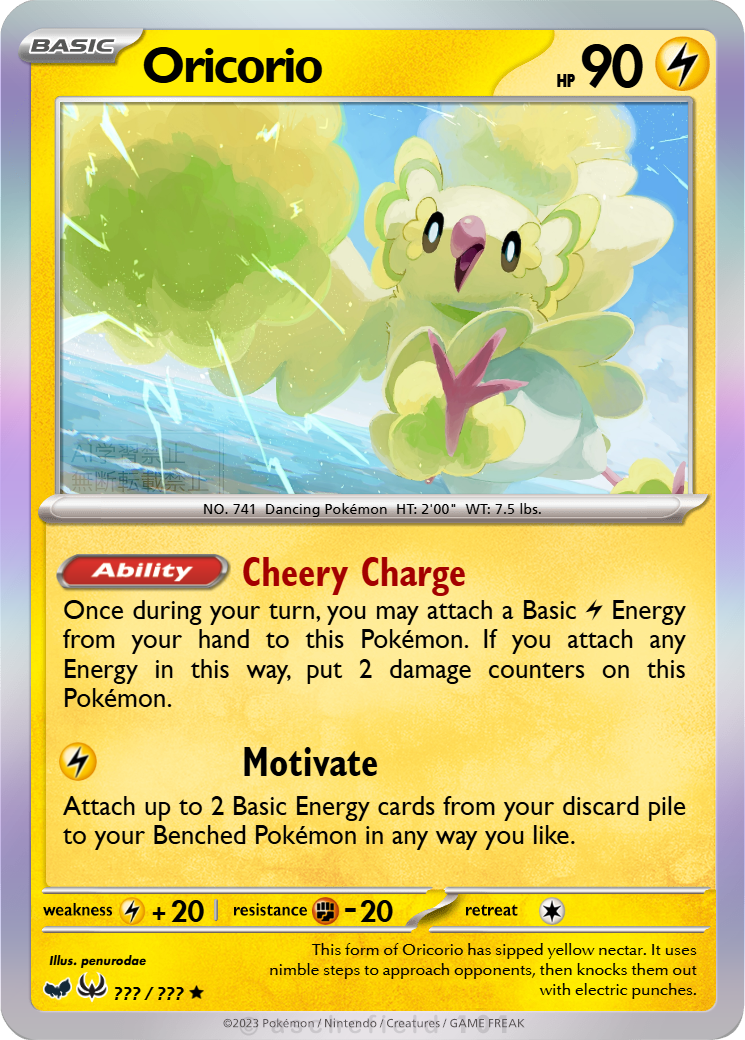 BASIC
Oricorio
HP 90
AI学習禁止
無断転載禁止
NO. 741 Dancing Pokémon HT: 2'00" WT: 7.5 lbs.
Ability Cheery Charge
Once during your turn, you may attach a Basic Energy
from your hand to this Pokémon. If you attach any
Energy in this way, put 2 damage counters on this
Pokémon.
Motivate
Attach up to 2 Basic Energy cards from your discard pile
to your Benched Pokémon in any way you like.
weakness +20 resistance -20 retreat
Illus. penurodae
??? / ???
This form of Oricorio has sipped yellow nectar. It uses
nimble steps to approach opponents, then knocks them out
with electric punches.
©2023 Pokémon / Nintendo / Creatures / GAME FREAK